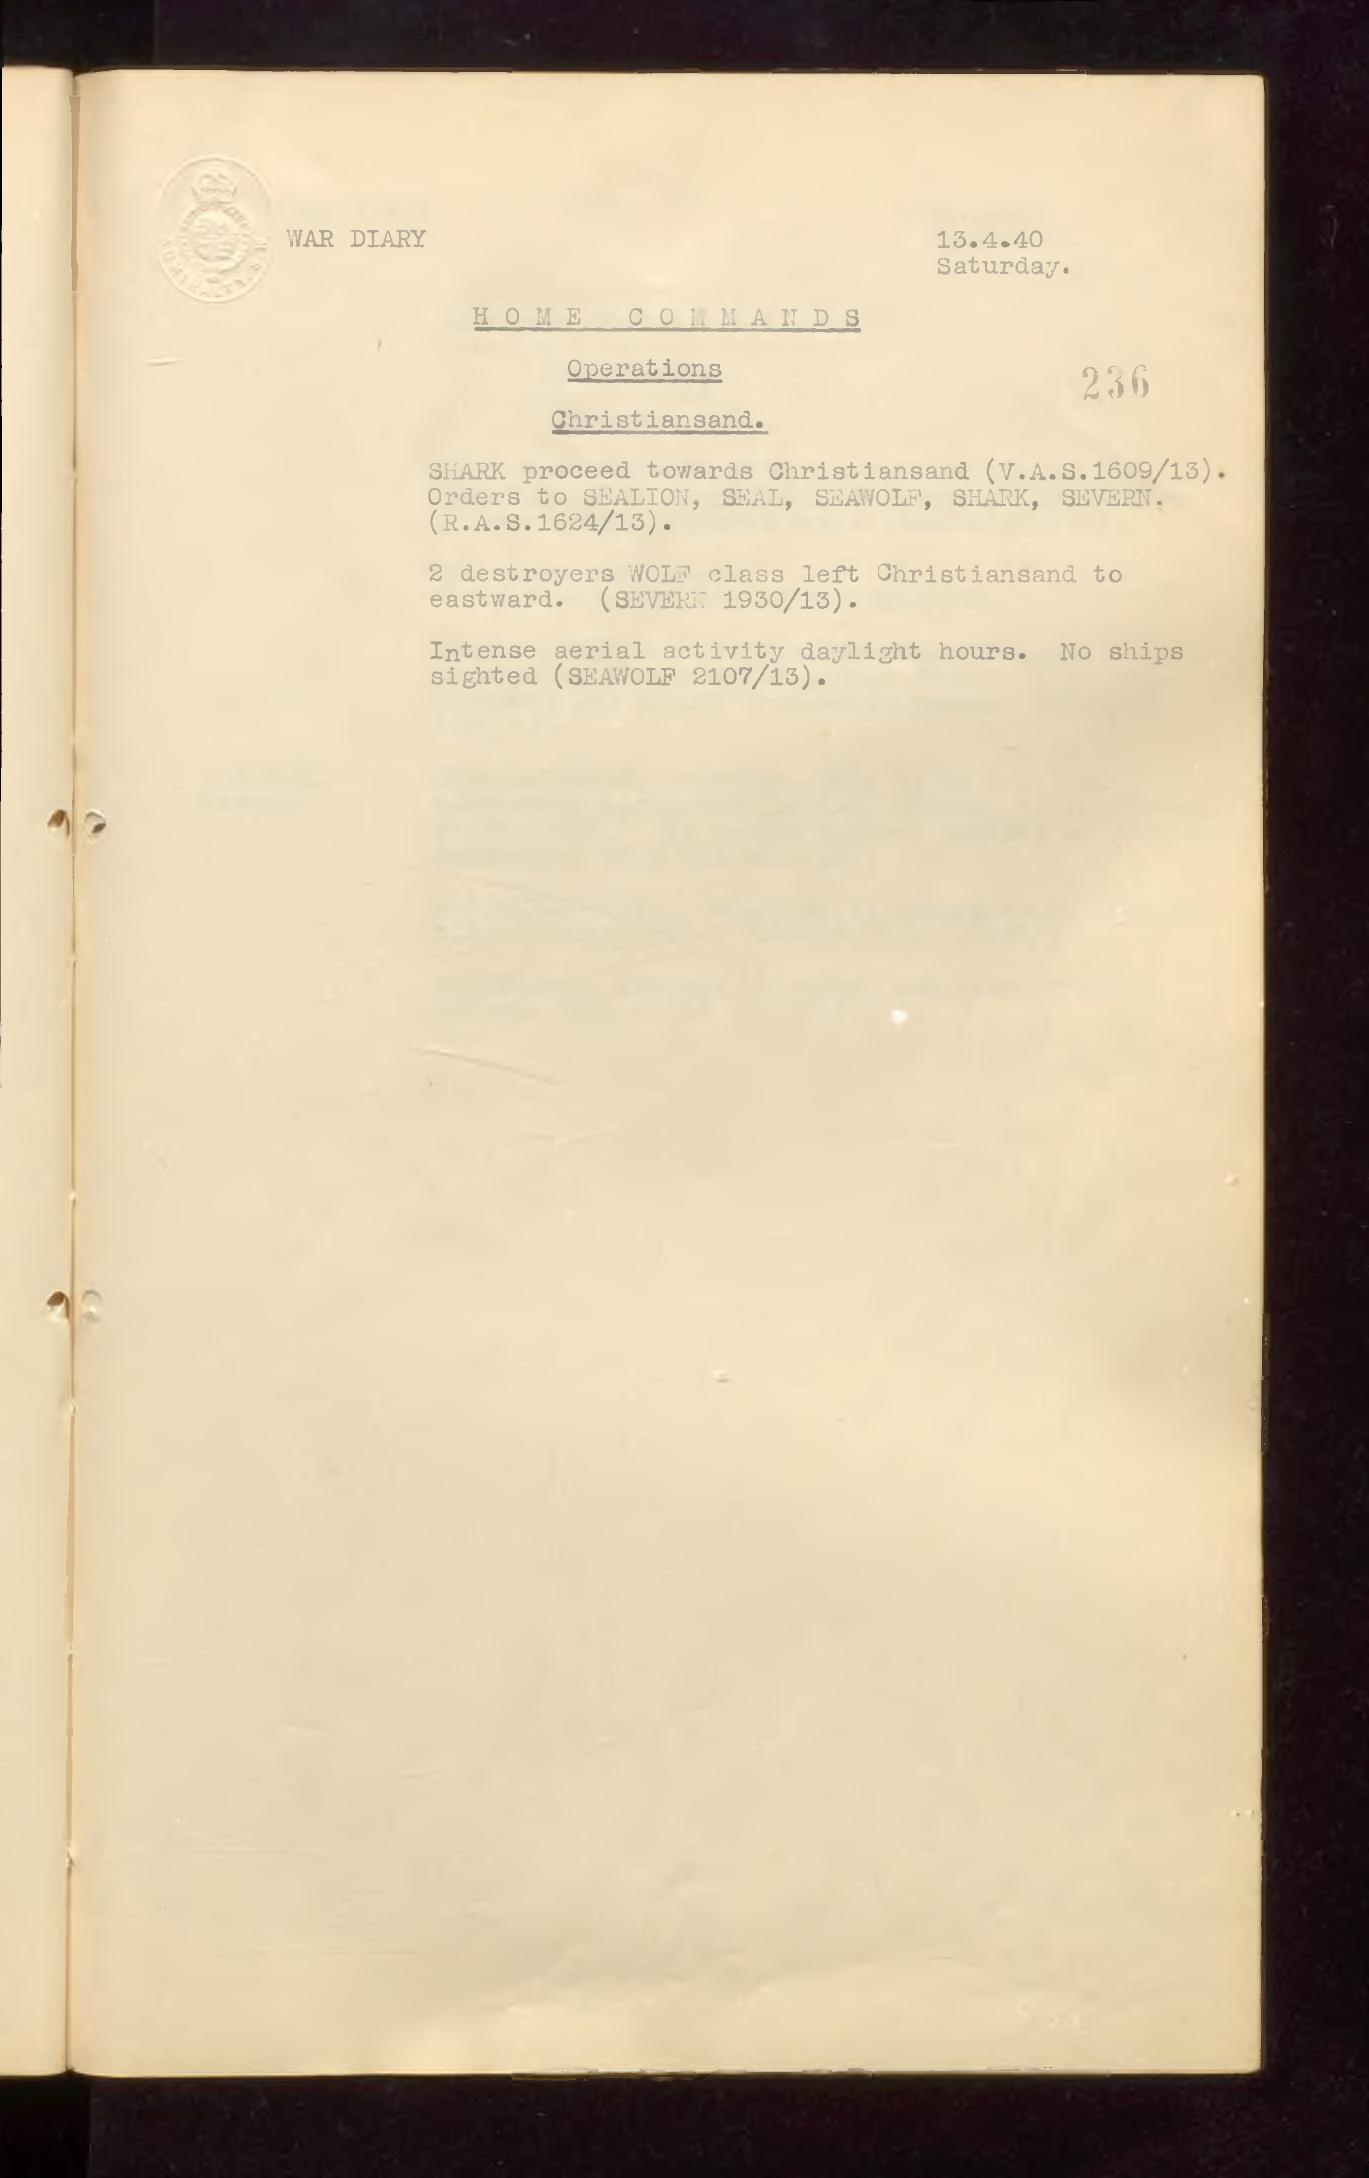 WAR DIARY
13.4.40
Saturday.
HOME COMMANDS
Operations
236
Christiansand.
SHARK proceed towards Christiansand (V.A.S.1609/13).
Orders to SEALION, SEAL, SEAWOLF, SHARK, SEVERN.
(R.A.S.1624/13).
2 destroyers WOLF class left Christiansand to
eastward. (SEVERN 1930/13).
Intense aerial activity daylight hours. No ships
sighted (SEAWOLF 2107/13).